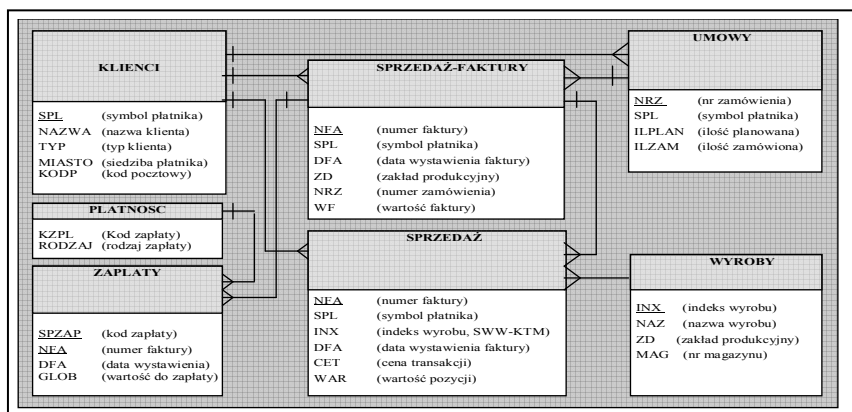 KLIENCI
SPL (symbol płatnika)
NAZWA (nazwa klienta)
TYP (typ klienta)
MIASTO (siedziba płatnika)
KODP (kod pocztowy)
PLATNOSC
KZPL (Kod zapłaty)
RODZAJ (rodzaj zapłaty)
ZAPLATY
SPZAP (kod zapłaty)
NFA (numer faktury)
DFA (data wystawienia)
GLOB (wartość do zapłaty)
SPRZEDAŻ-FAKTURY
NFA (numer faktury)
SPL (symbol płatnika)
DFA (data wystawienia faktury)
ZD (zakład produkcyjny)
NRZ (numer zamówienia)
WF (wartość faktury)
SPRZEDAŻ
NFA (numer faktury)
SPL (symbol płatnika)
INX (indeks wyrobu, SWW-KTM)
DFA (data wystawienia faktury)
CET (cena transakcji)
WAR (wartość pozycji)
UMOWY
NRZ (nr zamówienia)
SPL (symbol płatnika)
ILPLAN (ilość planowana)
ILZAM (ilość zamówiona)
WYROBY
INX (indeks wyrobu)
NAZ (nazwa wyrobu)
ZD (zakład produkcyjny)
MAG (nr magazynu)